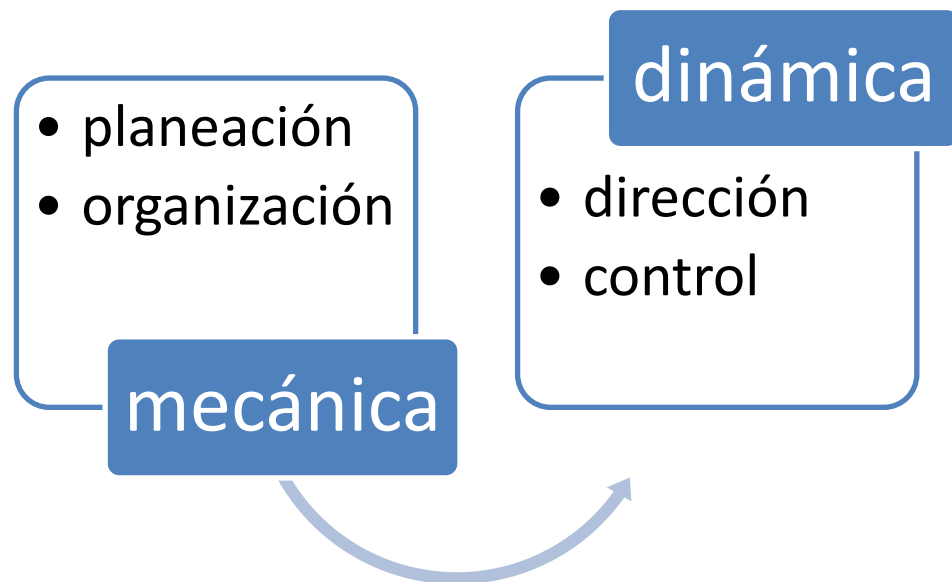 • planeación
• organización
mecánica
dinámica
• dirección
• control